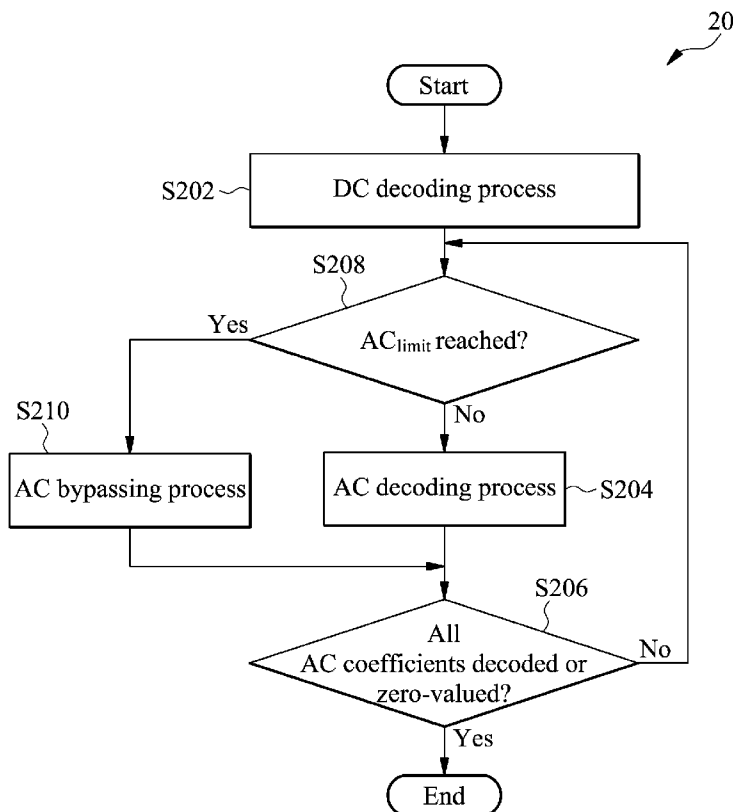 20
Start
S202
DC decoding process
S208
Yes
AClimit reached?
No
S210
AC bypassing process
AC decoding process
S204
S206
All
AC coefficients decoded or
zero-valued?
No
Yes
End